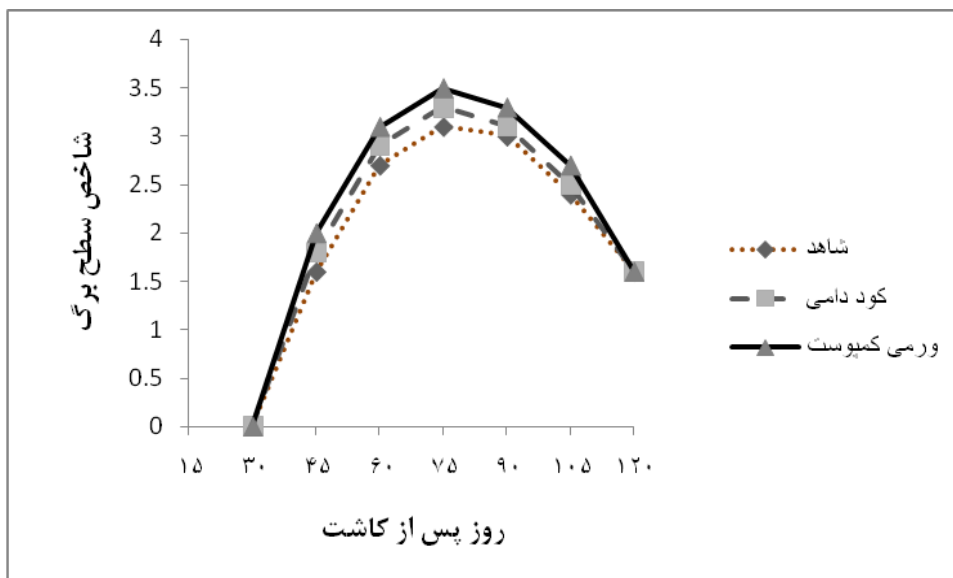 4
3.5
3
2.5
2
1.5
1
0.5
0
شاخص سطح برگ
۱۵ ۳۰ ۴۵ ۶۰ ۷۵ ۹۰ ۱۰۵ ۱۲۰
روز پس از کاشت
شاهد
کود دامی
ورمی کمپوست